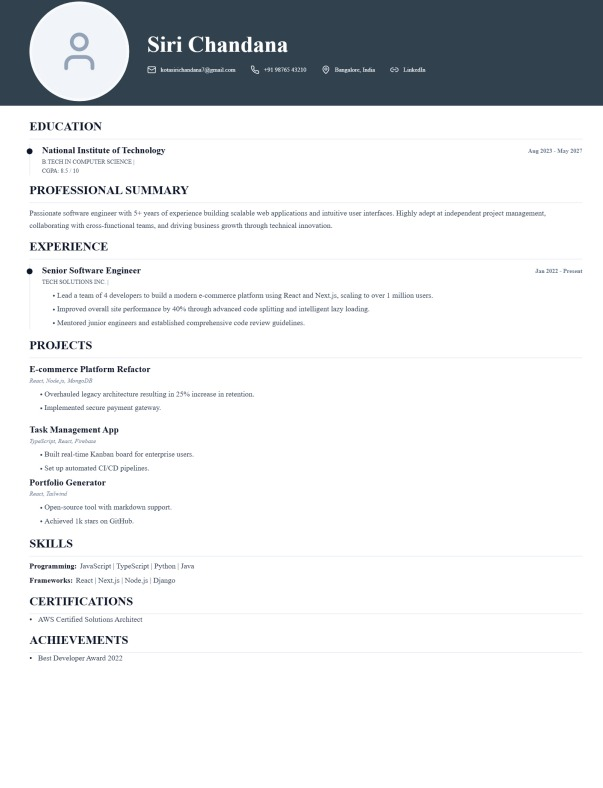 Siri Chandana
kotasirichandana7@gmail.com +91 98765 43210 Bangalore, India LinkedIn
EDUCATION
National Institute of Technology Aug 2023 - May 2027
B.TECH IN COMPUTER SCIENCE |
CGPA: 8.5 / 10
PROFESSIONAL SUMMARY
Passionate software engineer with 5+ years of experience building scalable web applications and intuitive user interfaces. Highly adept at independent project management,
collaborating with cross-functional teams, and driving business growth through technical innovation.
EXPERIENCE
Senior Software Engineer Jan 2022 - Present
TECH SOLUTIONS INC. |
• Lead a team of 4 developers to build a modern e-commerce platform using React and Next.js, scaling to over 1 million users.
• Improved overall site performance by 40% through advanced code splitting and intelligent lazy loading.
• Mentored junior engineers and established comprehensive code review guidelines.
PROJECTS
E-commerce Platform Refactor
React, Node.js, MongoDB
• Overhauled legacy architecture resulting in 25% increase in retention.
• Implemented secure payment gateway.
Task Management App
TypeScript, React, Firebase
• Built real-time Kanban board for enterprise users.
• Set up automated CI/CD pipelines.
Portfolio Generator
React, Tailwind
• Open-source tool with markdown support.
• Achieved 1k stars on GitHub.
SKILLS
Programming: JavaScript | TypeScript | Python | Java
Frameworks: React | Next.js | Node.js | Django
CERTIFICATIONS
• AWS Certified Solutions Architect
ACHIEVEMENTS
• Best Developer Award 2022